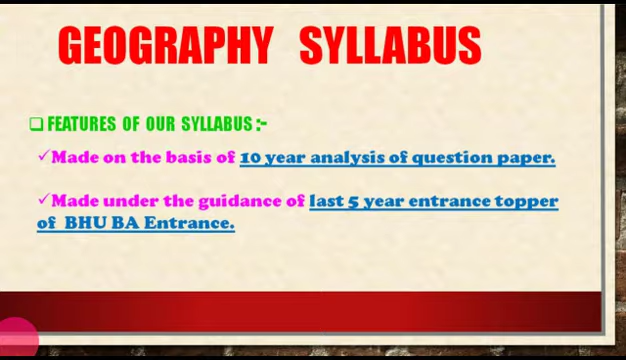 GEOGRAPHY SYLLABUS
❑ FEATURES OF OUR SYLLABUS :-
✓Made on the basis of 10 year analysis of question paper.
✓Made under the guidance of last 5 year entrance topper
of BHU BA Entrance.